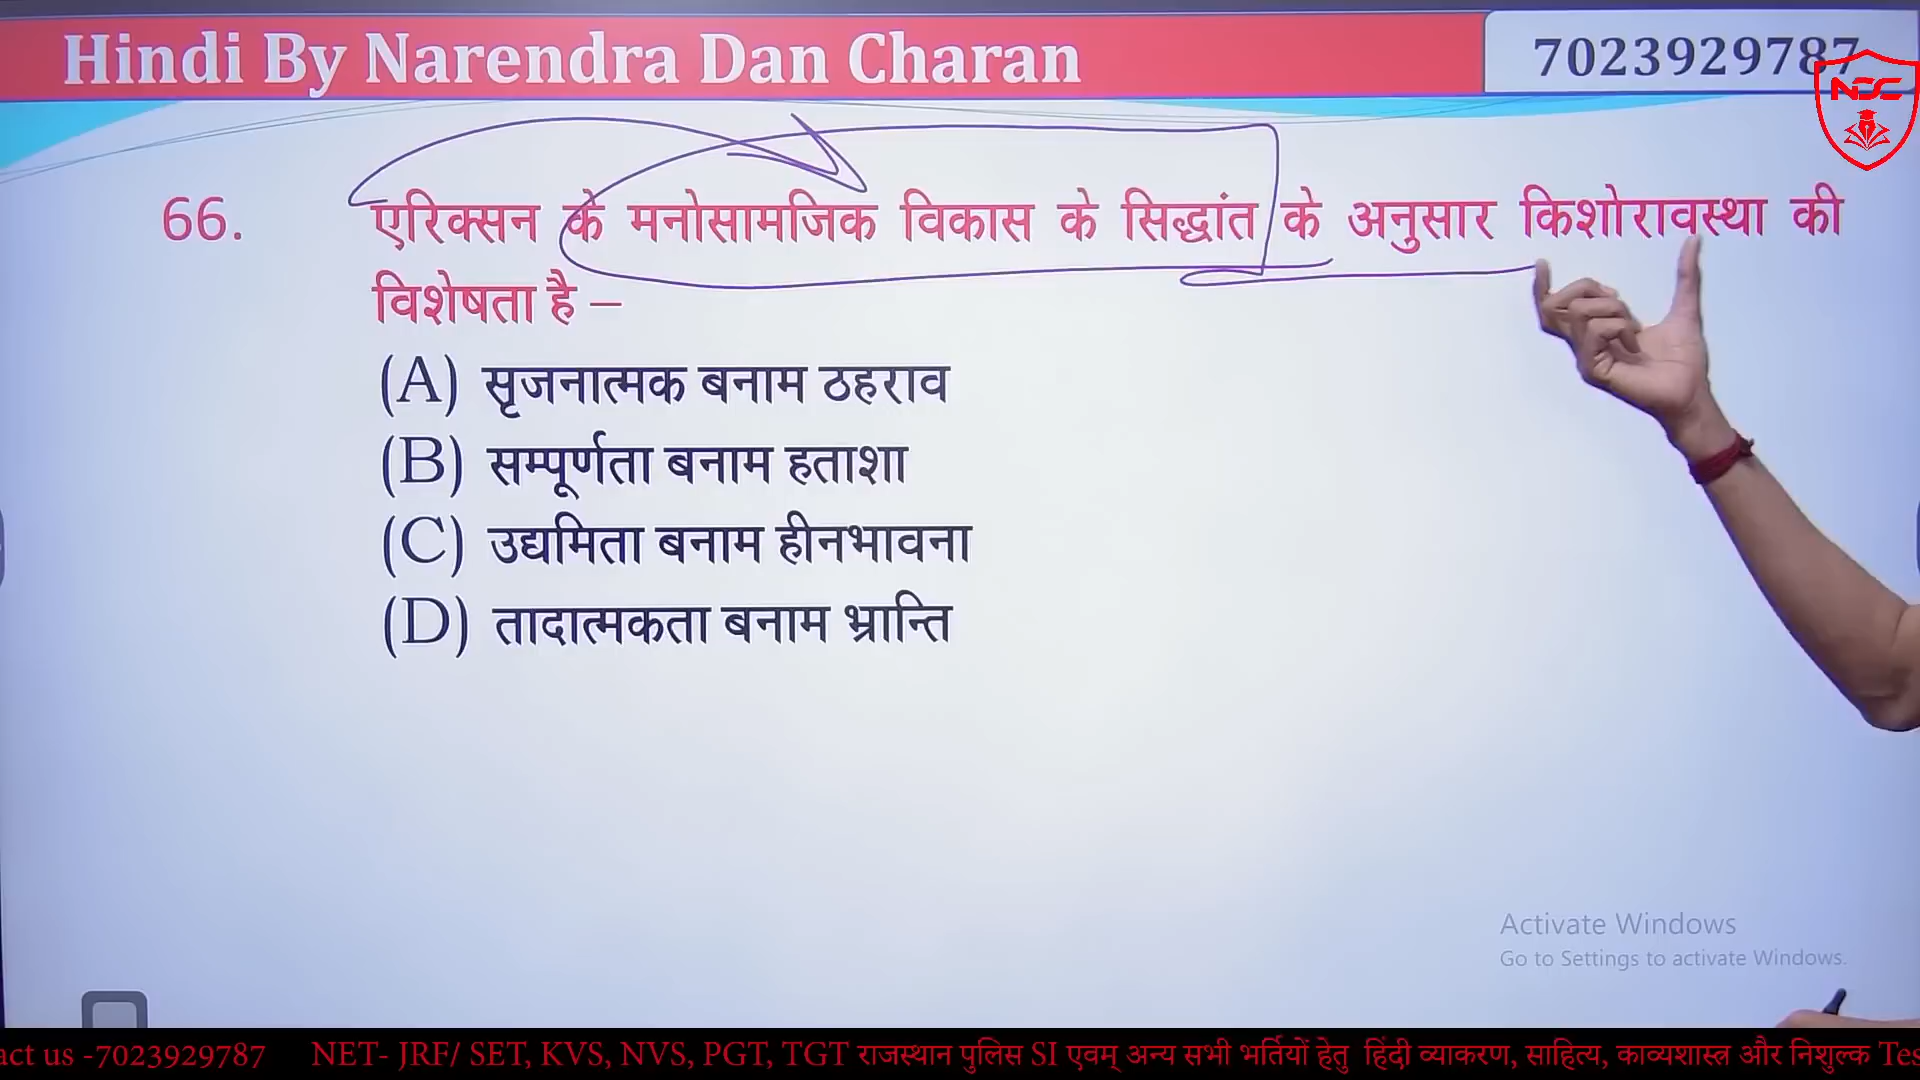 Hindi By Narendra Dan Charan
7023929787
NSC
66. एरिक्सन के मनोसामजिक विकास के सिद्धांत के अनुसार किशोरावस्था की
विशेषता है –
(A) सृजनात्मक बनाम ठहराव
(B) सम्पूर्णता बनाम हताशा
(C) उद्यमिता बनाम हीनभावना
(D) तादात्मकता बनाम भ्रान्ति
Activate Windows
Go to Settings to activate Windows.
act us -7023929787 NET- JRF/ SET, KVS, NVS, PGT, TGT राजस्थान पुलिस SI एवम् अन्य सभी भर्तियों हेतु हिंदी व्याकरण, साहित्य, काव्यशास्त्र और निशुल्क Tes